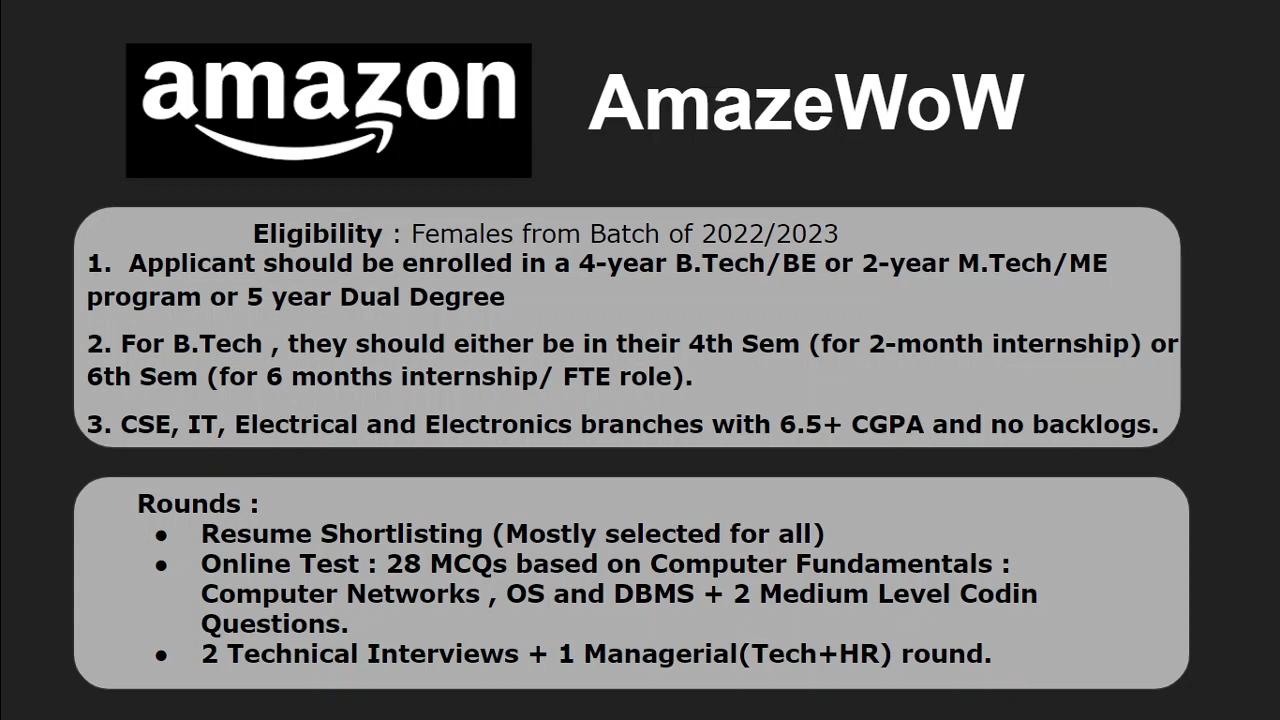 amazon
AmazeWoW
Eligibility : Females from Batch of 2022/2023
1. Applicant should be enrolled in a 4-year B.Tech/BE or 2-year M.Tech/ME
program or 5 year Dual Degree
2. For B.Tech , they should either be in their 4th Sem (for 2-month internship) or
6th Sem (for 6 months internship/ FTE role).
3. CSE, IT, Electrical and Electronics branches with 6.5+ CGPA and no backlogs.
Rounds :
● Resume Shortlisting (Mostly selected for all)
● Online Test : 28 MCQs based on Computer Fundamentals :
Computer Networks , OS and DBMS + 2 Medium Level Codin
Questions.
● 2 Technical Interviews + 1 Managerial(Tech+HR) round.